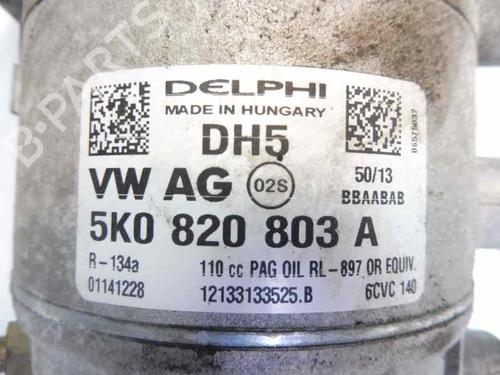 DELPHI
MADE IN HUNGARY
DH5
VW AG 02S
50/13
BBAABAB
5K0 820 803 A
R-134a 110 cc PAG OIL RL-897 OR EQUIV.
01141228 12133133525.B 6CVC 140
B-PARTS